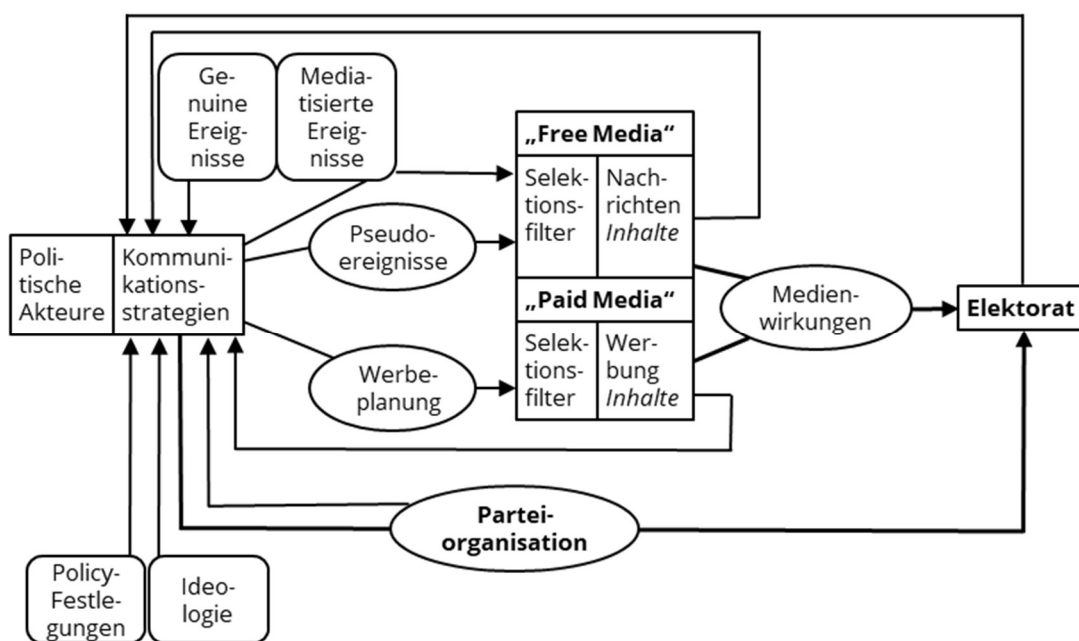 Ge-
nuine
Ereig-
nisse
Media-
tisierte
Ereig-
nisse
„Free Media“
Selek-
tions-
filter
Nach-
richten
Inhalte
Poli-
tische
Akteure
Kommuni-
kations-
strategien
Pseudo-
ereignisse
„Paid Media“
Selek-
tions-
filter
Wer-
bung
Inhalte
Medien-
wirkungen
Elektorat
Werbe-
planung
Partei-
organisation
Policy-
Festle-
gungen
Ideo-
logie